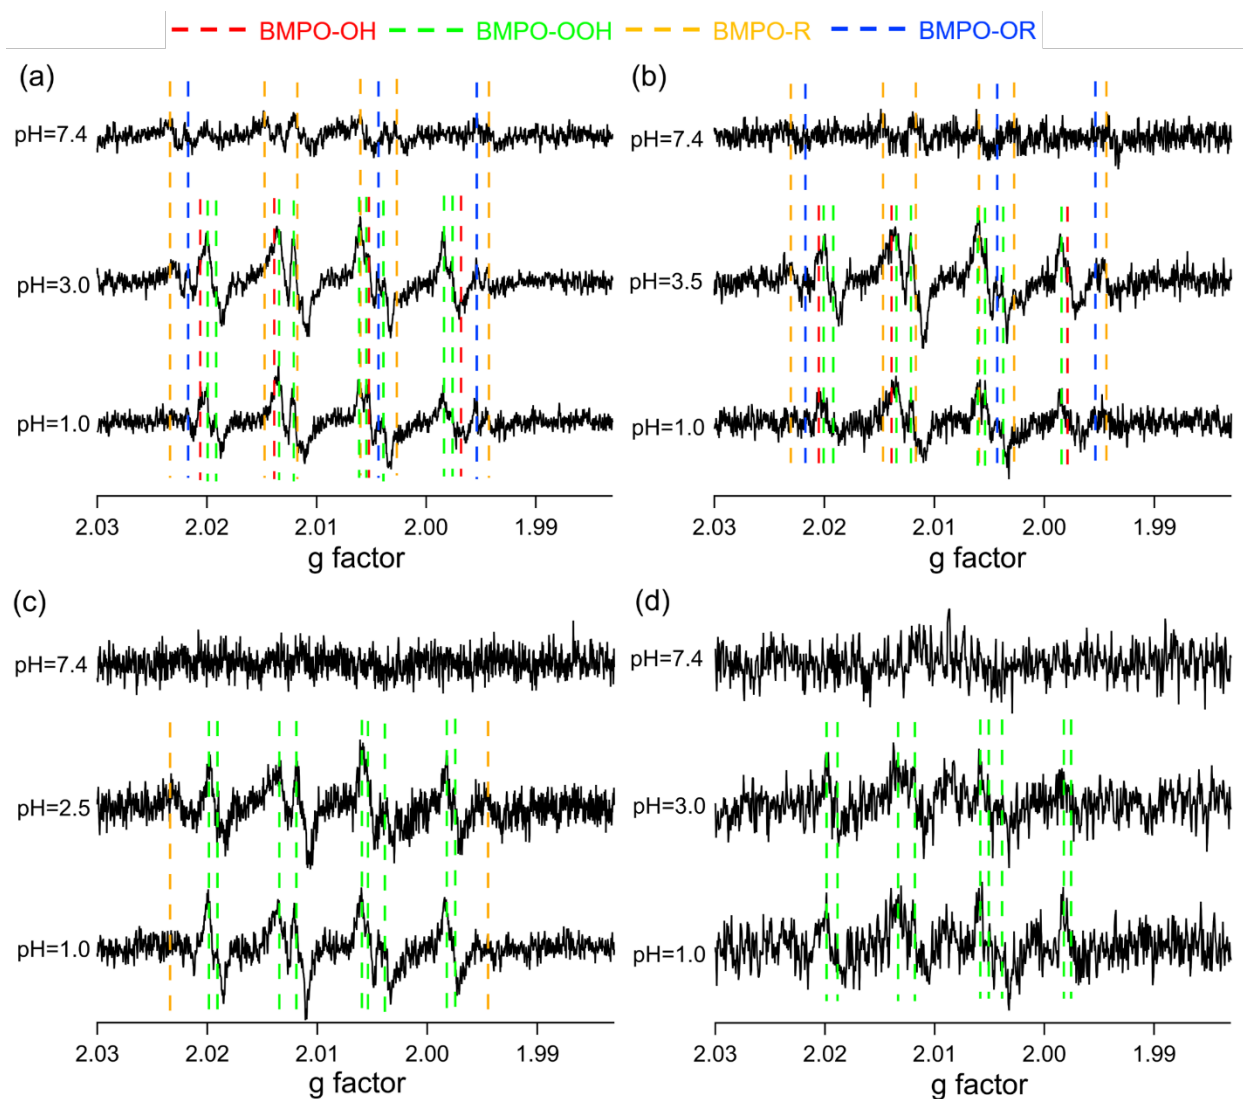 BMPO-OH BMPO-OOH BMPO-R BMPO-OR
(a) (b)
pH=7.4 pH=7.4
pH=3.0 pH=3.5
pH=1.0 pH=1.0
2.03 2.02 2.01 2.00 1.99 2.03 2.02 2.01 2.00 1.99
g factor g factor
(c) (d)
pH=7.4 pH=7.4
pH=2.5 pH=3.0
pH=1.0 pH=1.0
2.03 2.02 2.01 2.00 1.99 2.03 2.02 2.01 2.00 1.99
g factor g factor